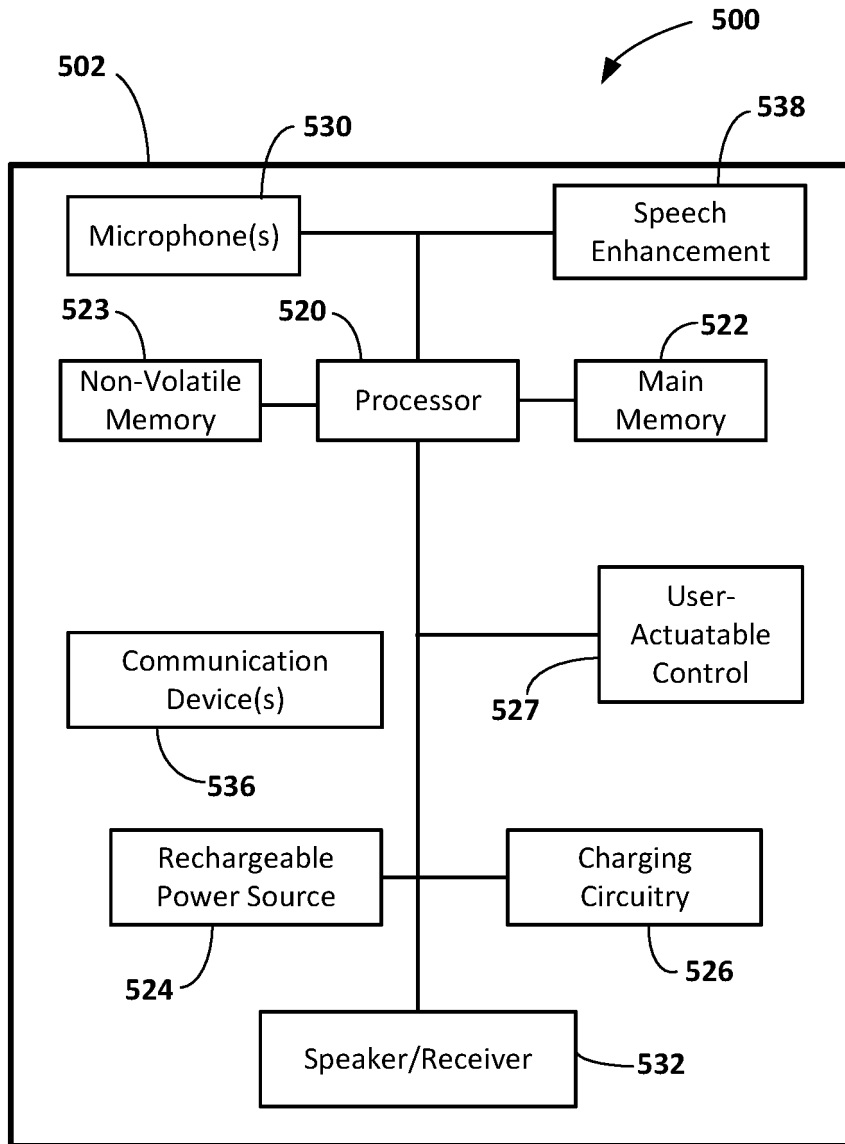 500
502
530
538
Microphone(s)
Speech
Enhancement
523
520
522
Non-Volatile
Memory
Processor
Main
Memory
User-
Actuatable
Control
527
Communication
Device(s)
536
Rechargeable
Power Source
Charging
Circuitry
524
526
Speaker/Receiver
532